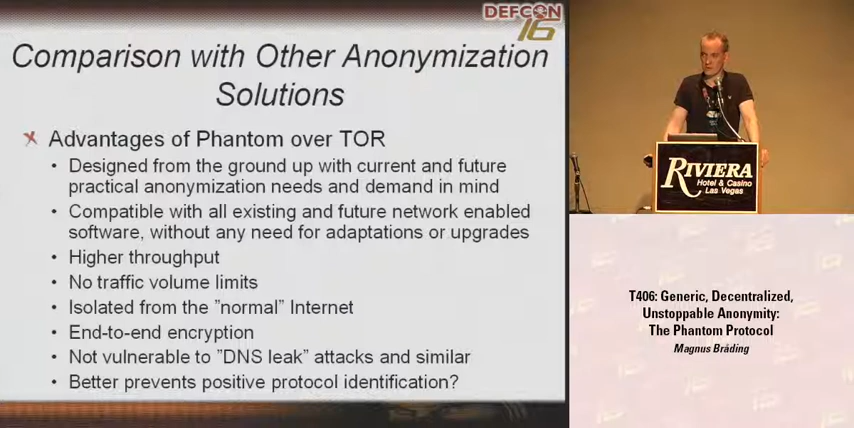 DEFCON
16
Comparison with Other Anonymization
Solutions
Advantages of Phantom over TOR
• Designed from the ground up with current and future
practical anonymization needs and demand in mind
• Compatible with all existing and future network enabled
software, without any need for adaptations or upgrades
• Higher throughput
• No traffic volume limits
• Isolated from the ”normal” Internet
• End-to-end encryption
• Not vulnerable to ”DNS leak” attacks and similar
• Better prevents positive protocol identification?
RIVIERA
Hotel & Casino
Las Vegas
T406: Generic, Decentralized,
Unstoppable Anonymity:
The Phantom Protocol
Magnus Bråding